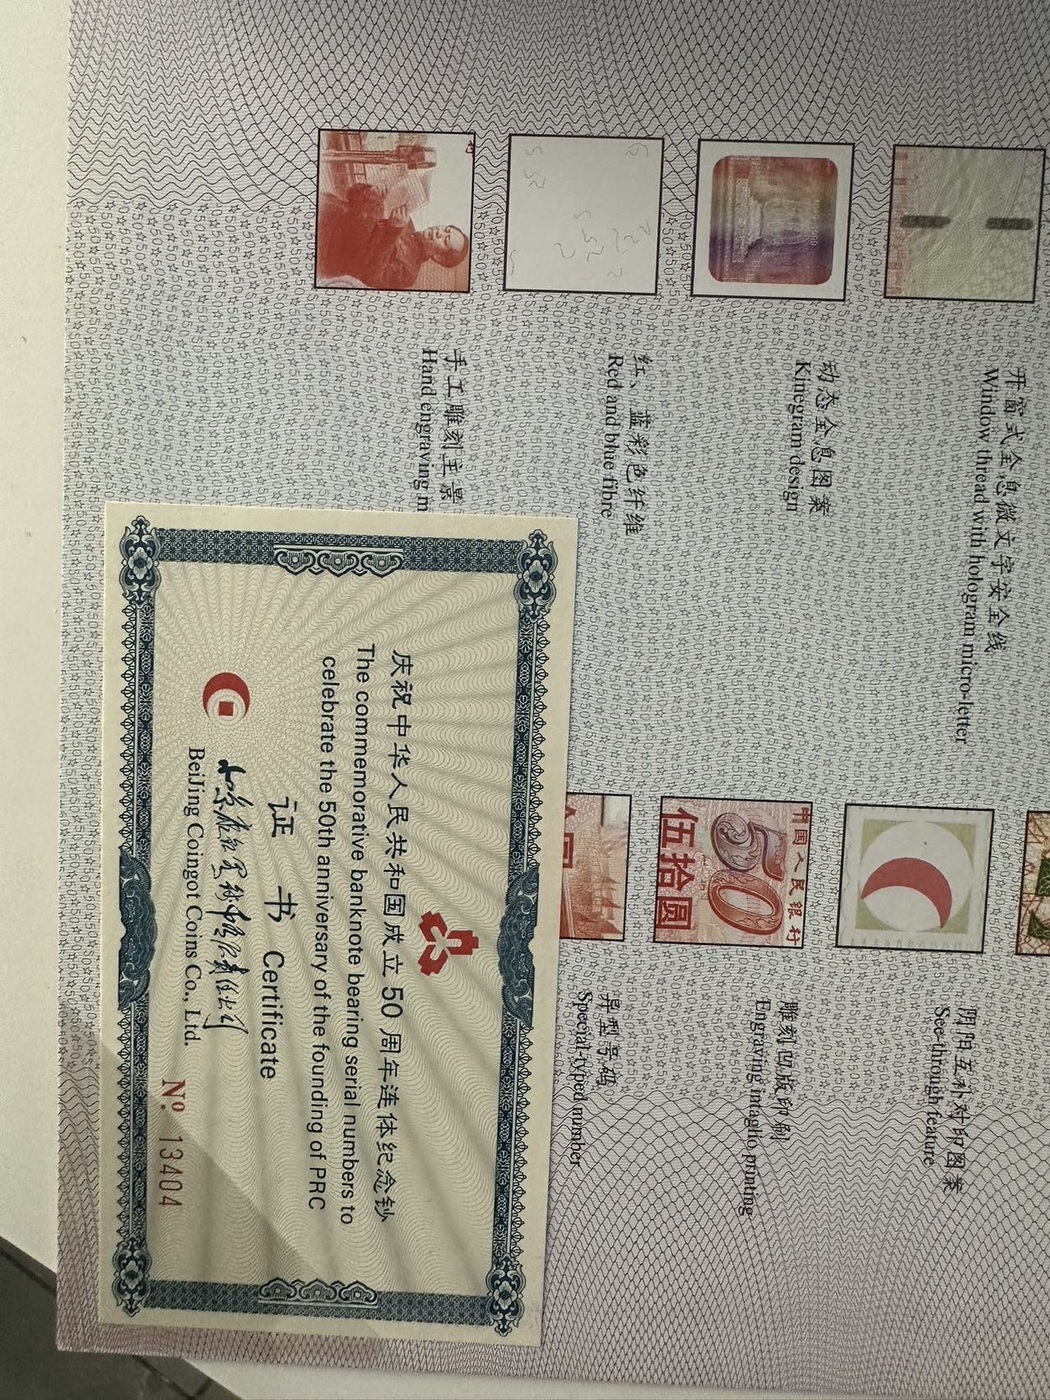 开窗式全息微文字安全线
Window thread with hologram micro-letter
动态全息图案
Kinegram design
红、蓝彩色纤维
Red and blue fibre
手工雕刻主景
Hand engraving m
阴阳互补对印图案
See-through feature
中国人民银行
50
伍拾圆
雕刻凹版印刷
Engraving intaglio printing
异型号码
Special-typed number
庆祝中华人民共和国成立 50 周年连体纪念钞
The commemorative banknote bearing serial numbers to
celebrate the 50th anniversary of the founding of PRC
证 书 Certificate
BeiJing Coingot Coins Co., Ltd.
Nº 13404